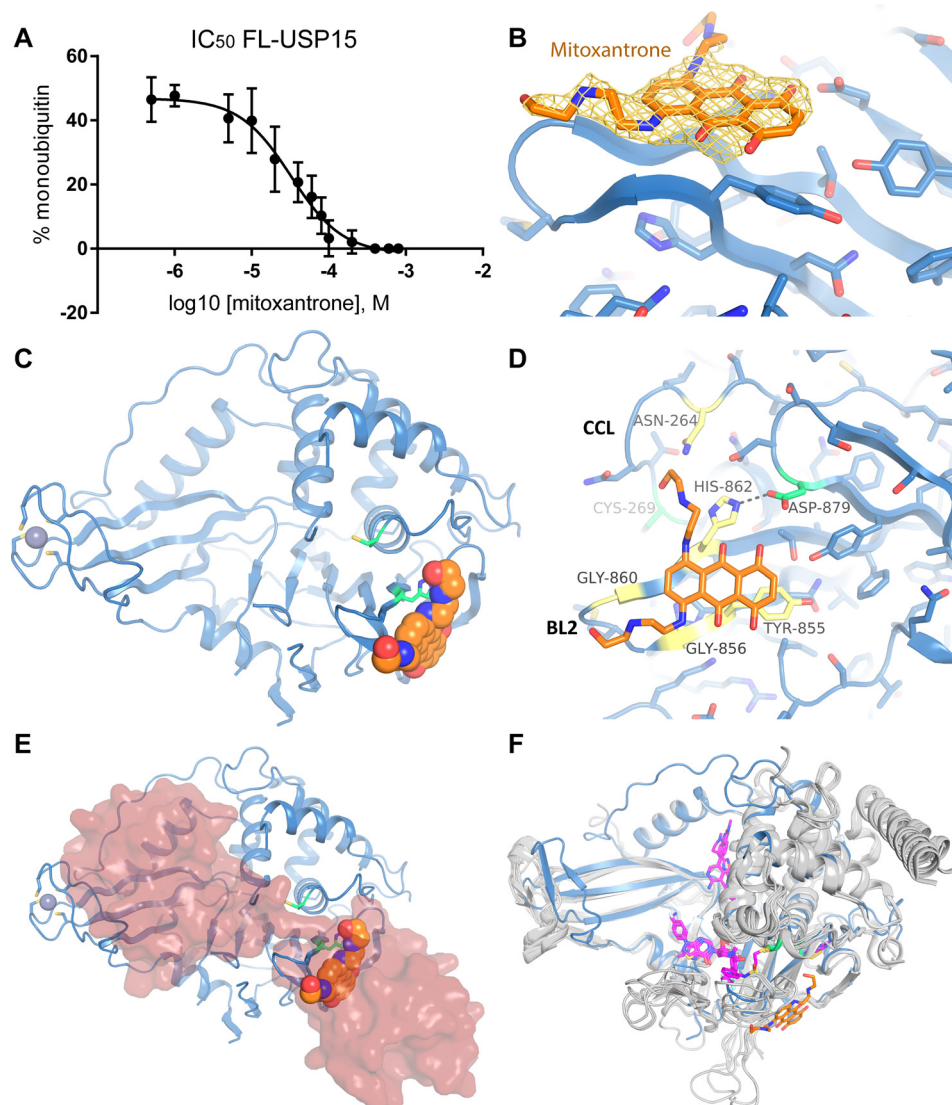 A
IC50 FL-USP15
% monoubiquitin
60
40
20
0
-20
-6
-5
-4
-3
-2
log10 [mitoxantrone], M
B
Mitoxantrone
C
D
ASN-264
CCL
HIS-862
CYS-269
ASP-879
GLY-860
BL2
TYR-855
GLY-856
E
F